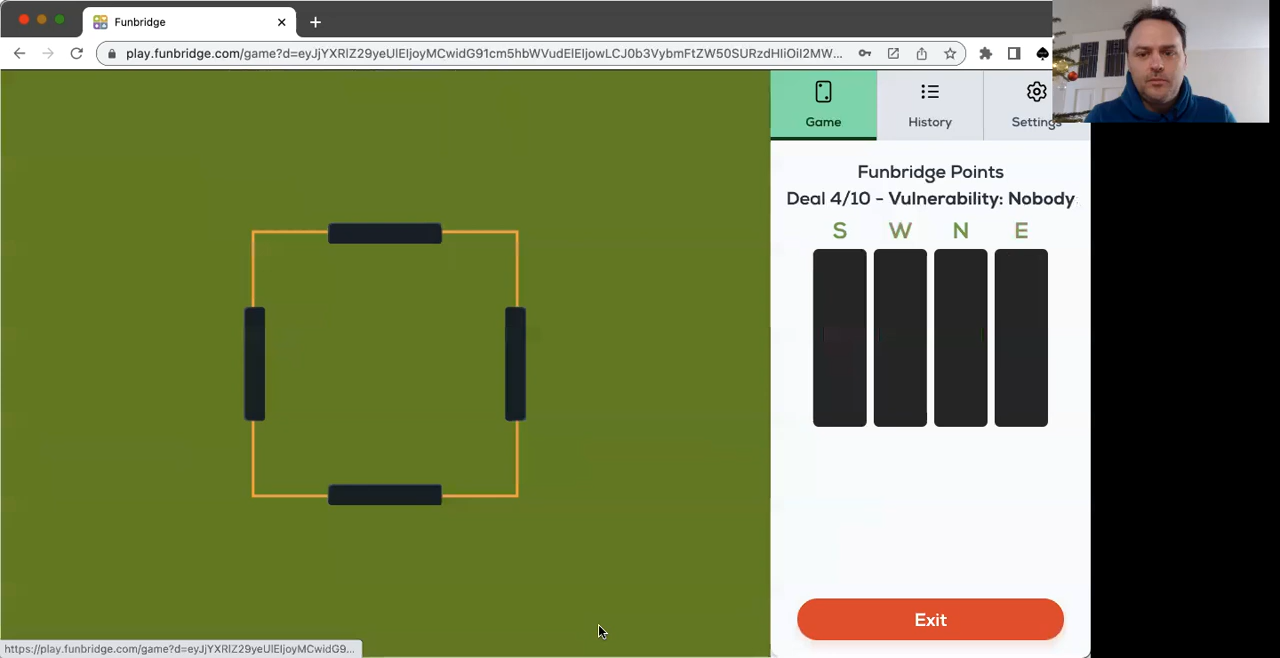 Funbridge
play.funbridge.com/game?d=eyJjYXRlZ29yeUlEIjoyMCwidG91cm5hbWVudElEIjowLCJ0b3VybmFtZW50SURzdHIiOiI2MW...
Game
History
Settings
Funbridge Points
Deal 4/10 - Vulnerability: Nobody
S W N E
Exit
https://play.funbridge.com/game?d=eyJjYXRlZ29yeUlEIjoyMCwidG9...